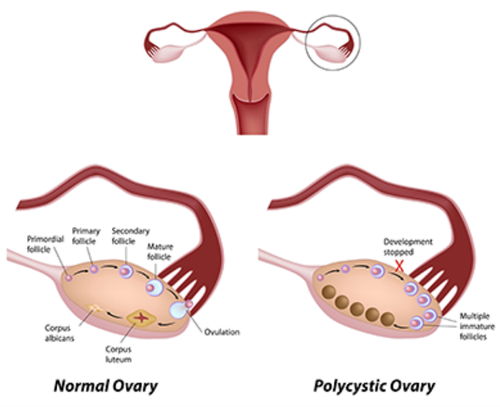 Primordial
follicle
Primary
follicle
Secondary
follicle
Mature
follicle
Ovulation
Corpus
luteum
Corpus
albicans
Normal Ovary
Development
stopped
Multiple
immature
follicles
Polycystic Ovary